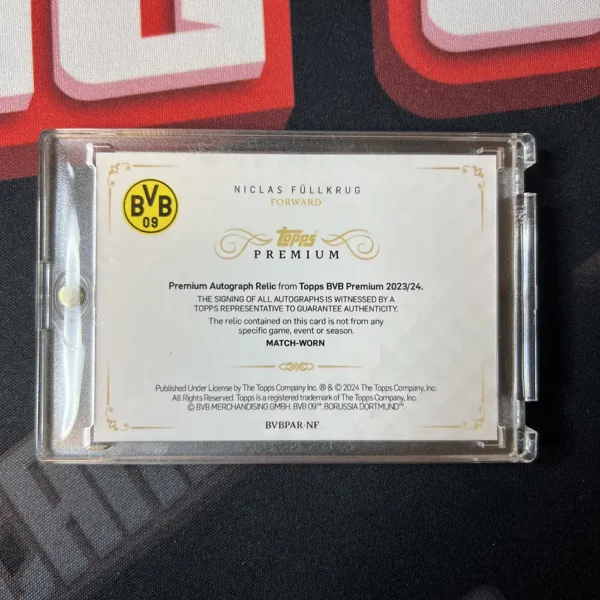 BVB
09
NICLAS FÜLLKRUG
FORWARD
Topps
PREMIUM
Premium Autograph Relic from Topps BVB Premium 2023/24.
THE SIGNING OF ALL AUTOGRAPHS IS WITNESSED BY A
TOPPS REPRESENTATIVE TO GUARANTEE AUTHENTICITY.
The relic contained on this card is not from any
specific game, event or season.
MATCH-WORN
Published Under License by The Topps Company Inc. ® & © 2024 The Topps Company, Inc.
All Rights Reserved. Topps is a registered trademark of The Topps Company, Inc.
© BVB MERCHANDISING GMBH. BVB 09™. BORUSSIA DORTMUND™.
BVBPAR-NF